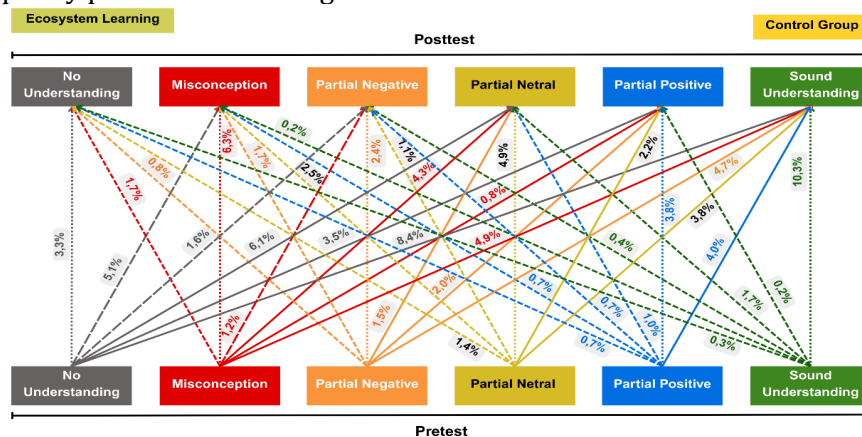 Ecosystem Learning
Control Group
Posttest
No Understanding
Misconception
Partial Negative
Partial Netral
Partial Positive
Sound Understanding
0,2%
6,3%
0,8%
1,7%
1,7%
2,5%
2,4%
1,1%
4,3%
4,9%
0,8%
2,2%
4,7%
10,3%
3,3%
5,1%
1,6%
6,1%
3,5%
8,4%
4,9%
3,8%
3,8%
4,0%
0,4%
2,0%
0,7%
1,2%
1,5%
0,7%
1,0%
1,7%
0,2%
1,4%
0,7%
0,3%
No Understanding
Misconception
Partial Negative
Partial Netral
Partial Positive
Sound Understanding
Pretest